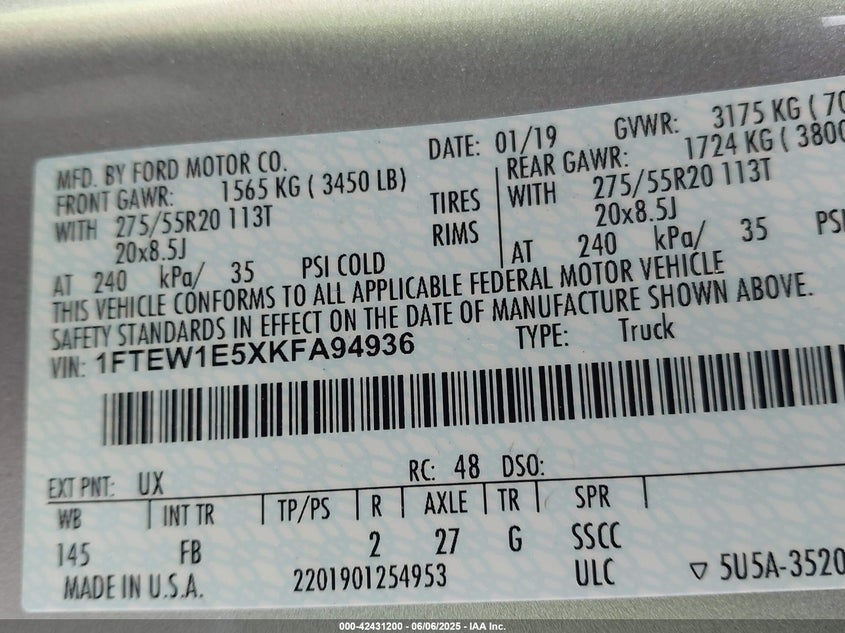 MFD. BY FORD MOTOR CO.
DATE: 01/19 GVWR: 3175 KG ( 70
FRONT GAWR: 1565 KG ( 3450 LB)
REAR GAWR: 1724 KG ( 3800
WITH 275/55R20 113T TIRES WITH 275/55R20 113T
20x8.5J RIMS 20x8.5J
AT 240 kPa/ 35 PSI COLD AT 240 kPa/ 35 PSI
THIS VEHICLE CONFORMS TO ALL APPLICABLE FEDERAL MOTOR VEHICLE
SAFETY STANDARDS IN EFFECT ON THE DATE OF MANUFACTURE SHOWN ABOVE.
VIN: 1FTEW1E5XKFA94936 TYPE: Truck
EXT PNT: UX RC: 48 DSO:
WB INT TR TP/PS R AXLE TR SPR
145 FB 2 27 G SSCC
MADE IN U.S.A. 2201901254953 ULC ▽ 5U5A-3520
000-42431200 - 06/06/2025 - IAA Inc.